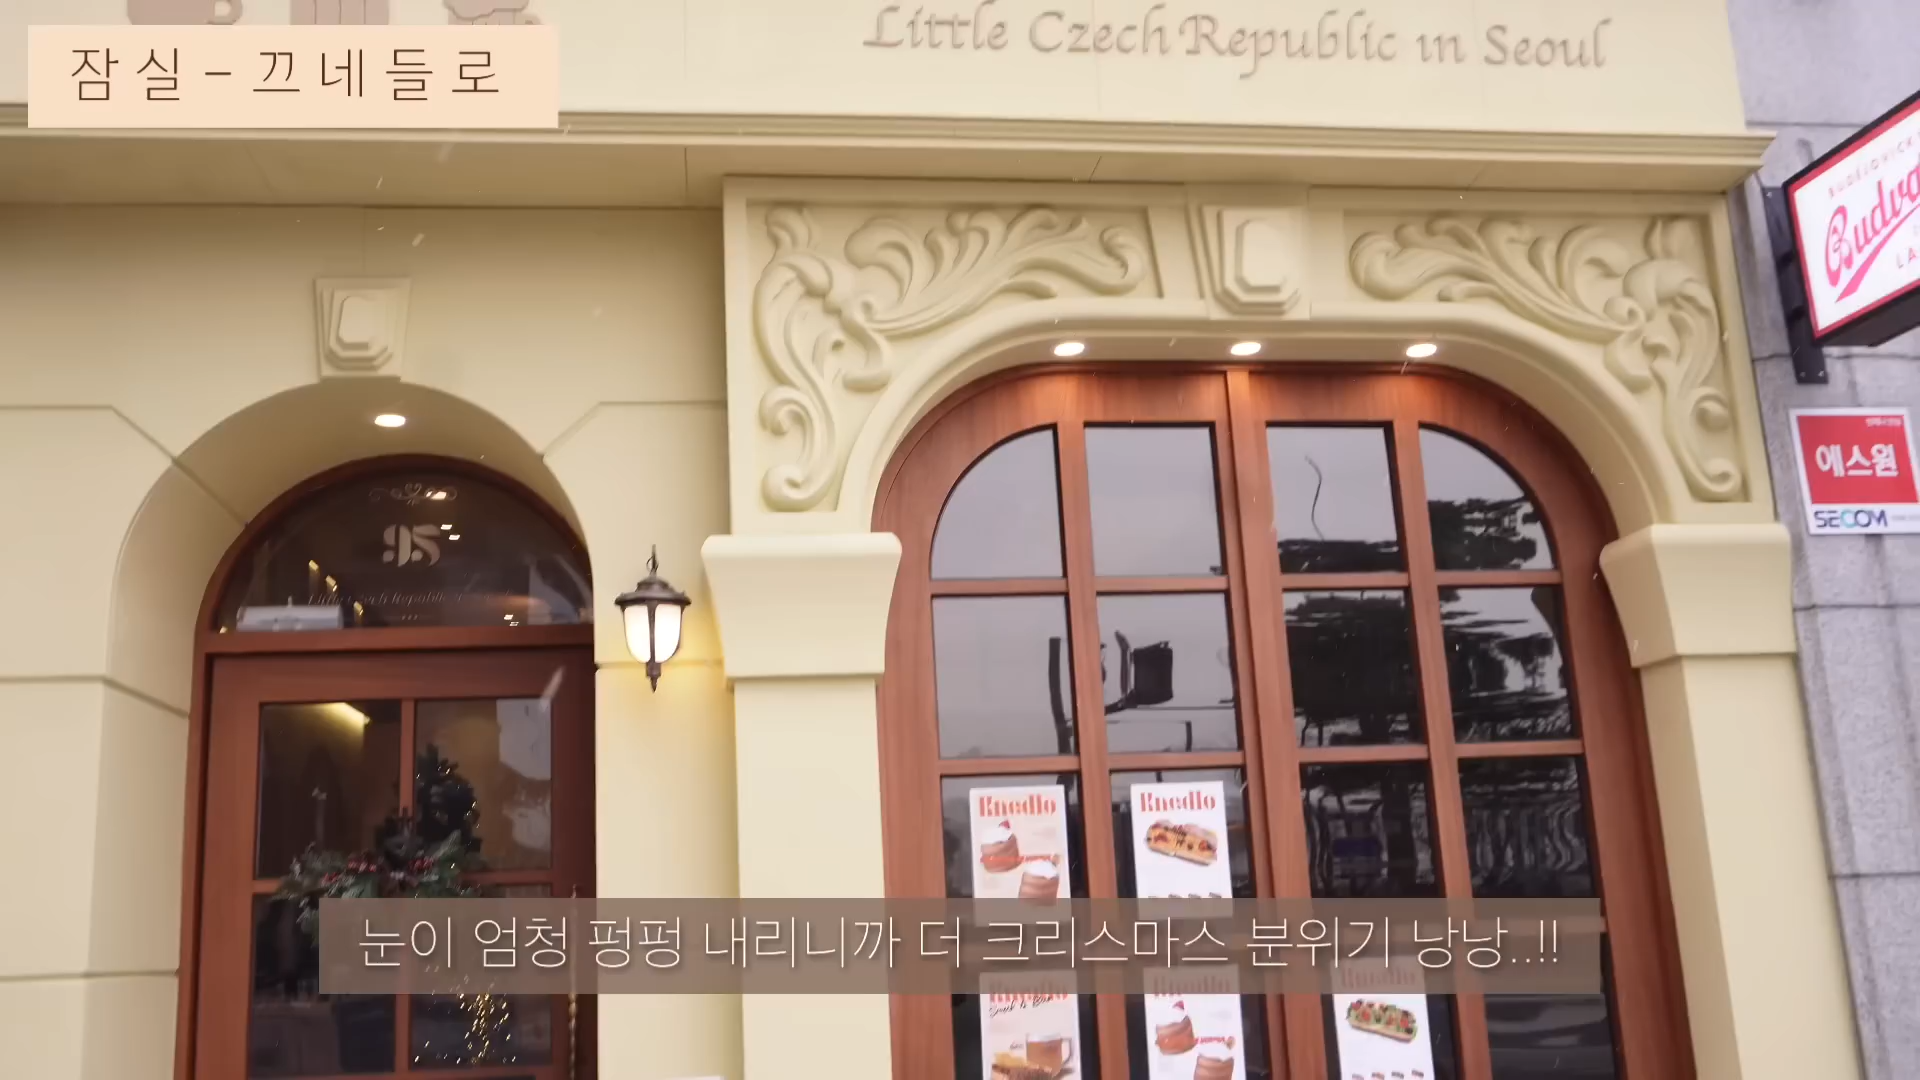 잠실-끄네들로
Little Czech Republic in Seoul
에스원
SECOM
95
Knedlo
Knedlo
눈이 엄청 펑펑 내리니까 더 크리스마스 분위기 낭낭..!!